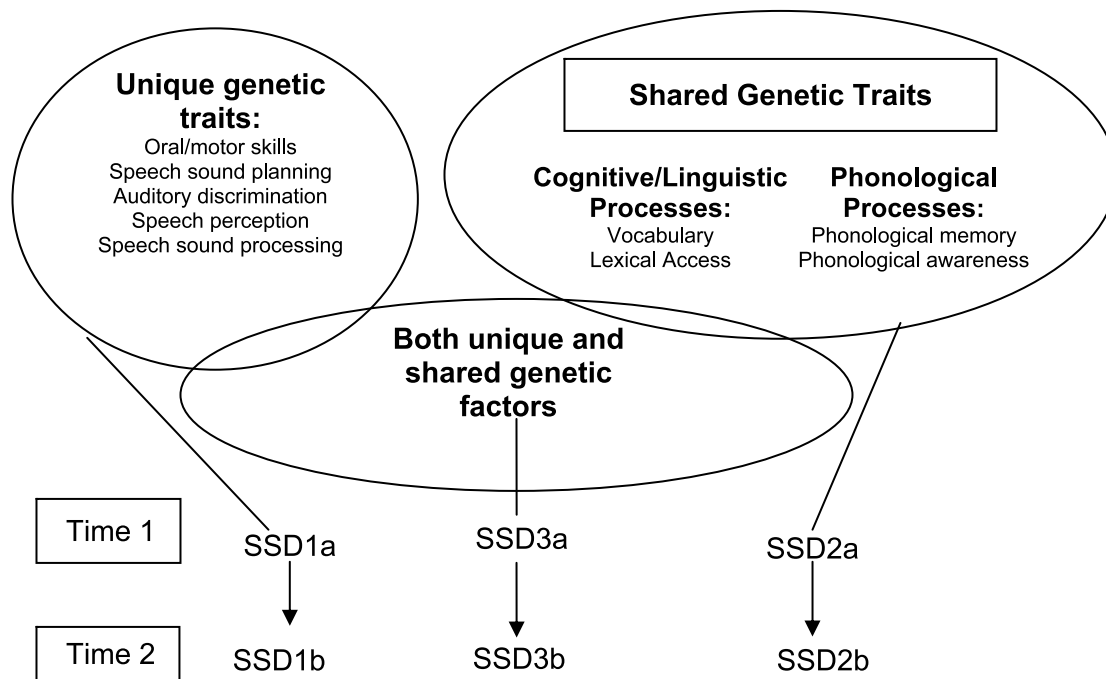 Unique genetic
traits:
Oral/motor skills
Speech sound planning
Auditory discrimination
Speech perception
Speech sound processing
Shared Genetic Traits
Cognitive/Linguistic
Processes:
Vocabulary
Lexical Access
Phonological
Processes:
Phonological memory
Phonological awareness
Both unique and
shared genetic
factors
Time 1
SSD1a
SSD3a
SSD2a
Time 2
SSD1b
SSD3b
SSD2b